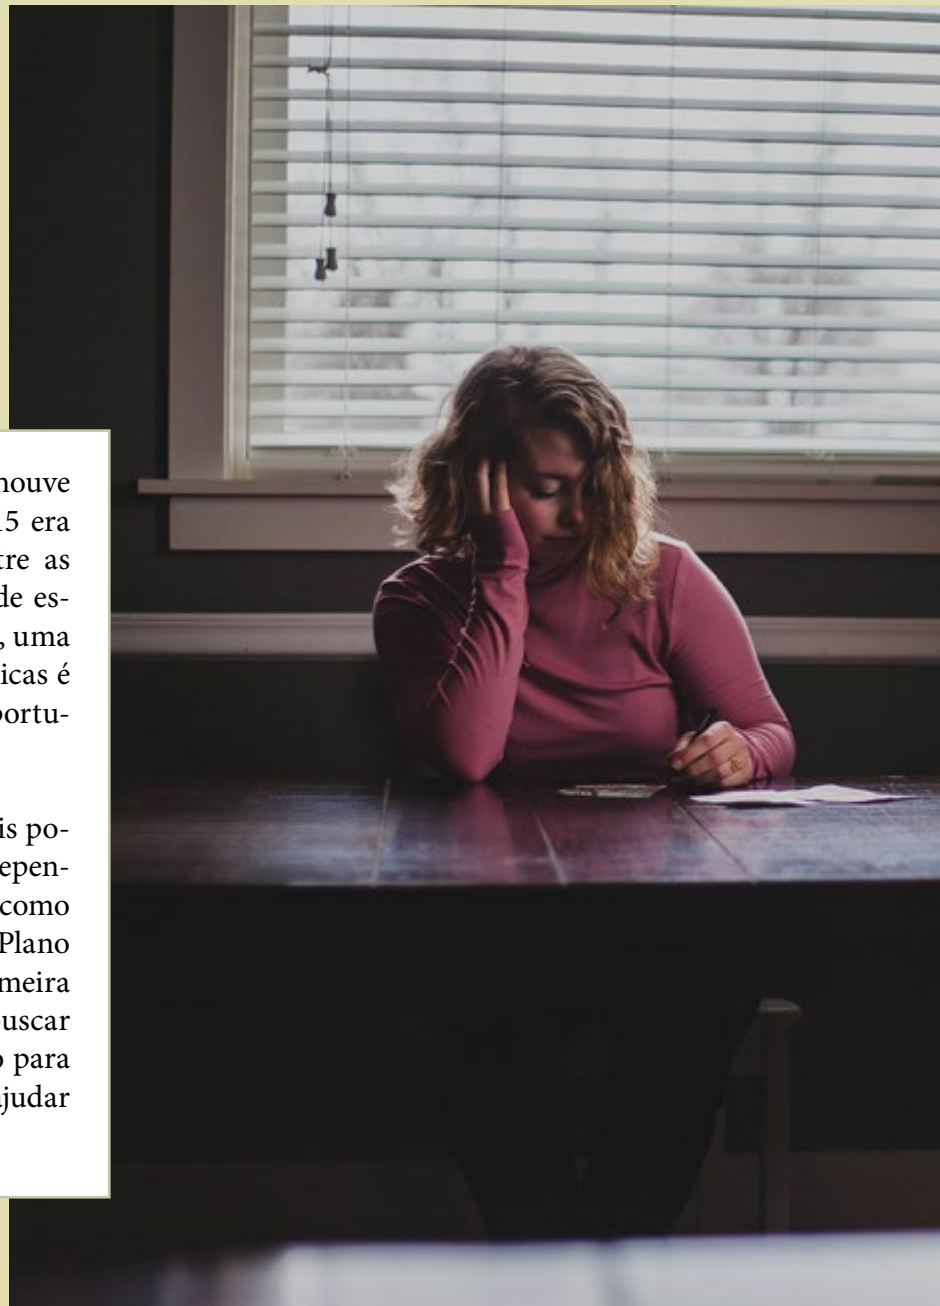 houve
15 era
tre as
de es-
, uma
icas é
portu-
is po-
epen-
como
Plano
meira
uscar
o para
judar